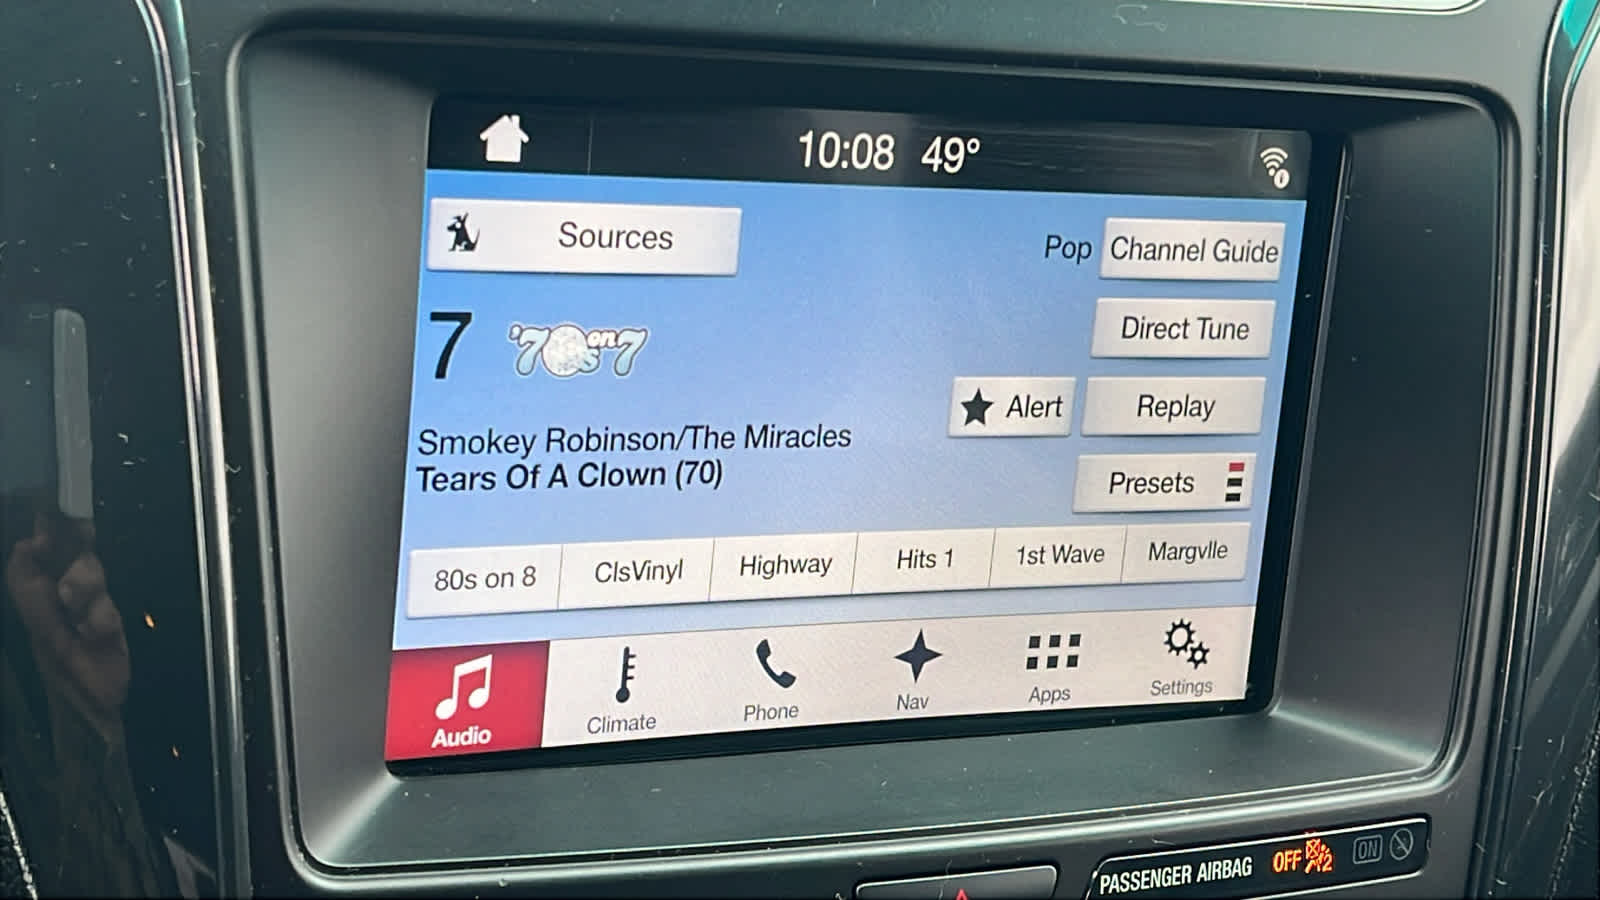 10:08 49°
Sources
Pop
Channel Guide
7
'70s on 7
Direct Tune
Alert
Replay
Smokey Robinson/The Miracles
Tears Of A Clown (70)
Presets
80s on 8
ClsVinyl
Highway
Hits 1
1st Wave
Margvlle
Audio
Climate
Phone
Nav
Apps
Settings
PASSENGER AIRBAG OFF 2 ON